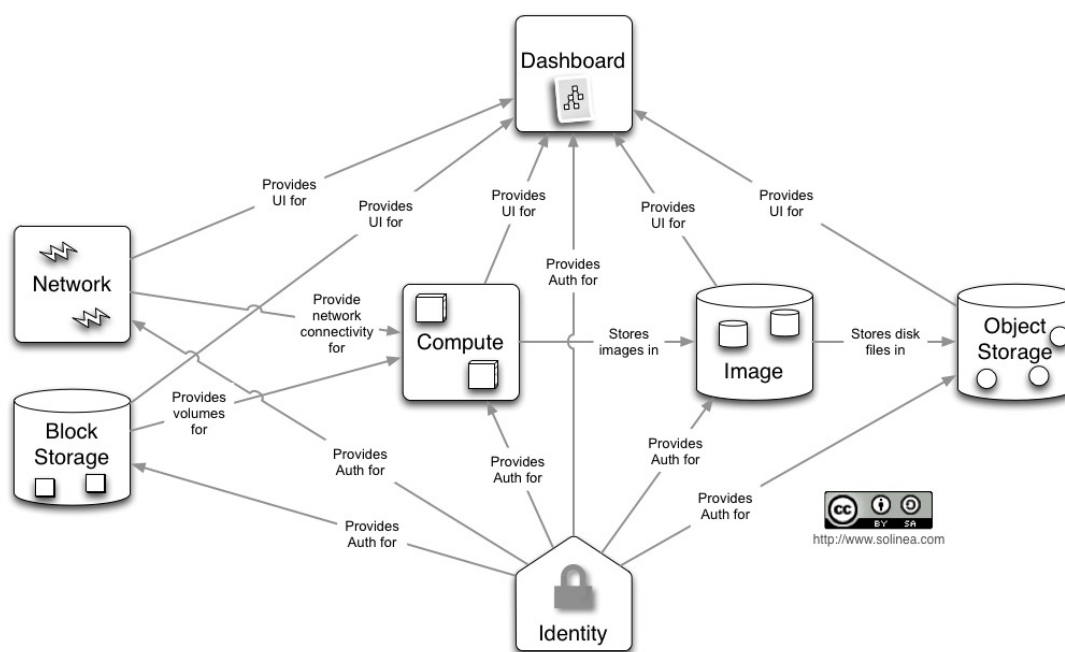 Dashboard
Provides
UI for
Provides
UI for
Provides
UI for
Provides
UI for
Provides
UI for
Network
Provide
network
connectivity
for
Provides
Auth for
Compute
Stores
images in
Image
Stores disk
files in
Object
Storage
Block
Storage
Provides
volumes
for
Provides
Auth for
Provides
Auth for
Provides
Auth for
Provides
Auth for
Provides
Auth for
cc
BY SA
http://www.solinea.com
Identity